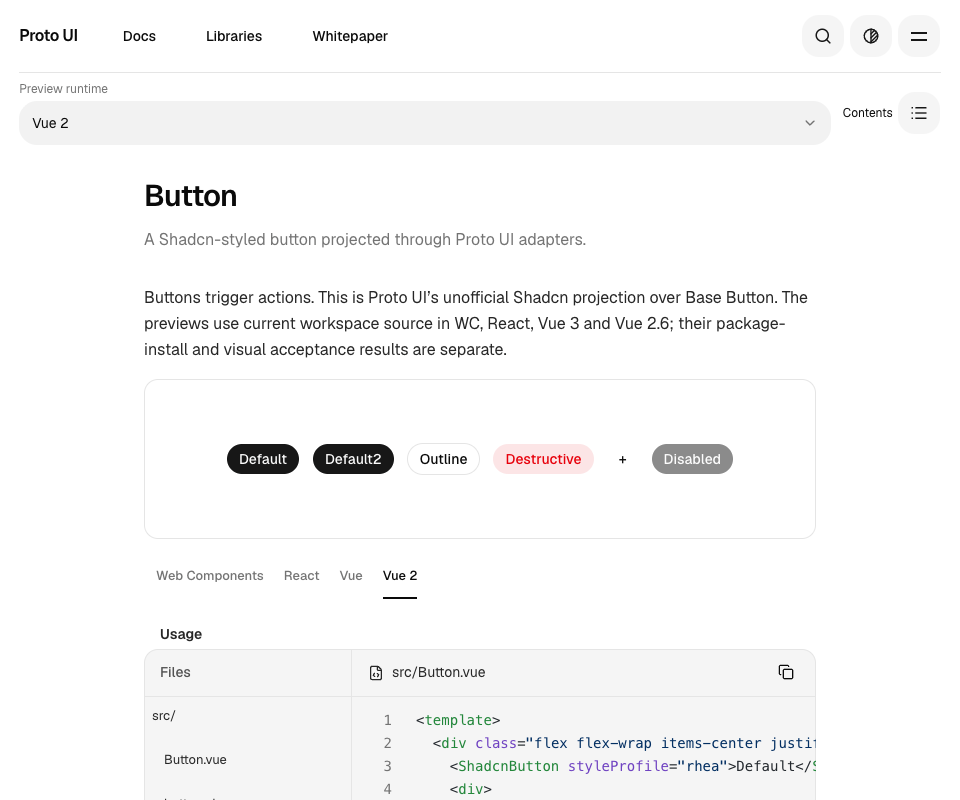 Proto UI
Docs
Libraries
Whitepaper
Preview runtime
Vue 2
Contents
Button
A Shadcn-styled button projected through Proto UI adapters.
Buttons trigger actions. This is Proto UI’s unofficial Shadcn projection over Base Button. The
previews use current workspace source in WC, React, Vue 3 and Vue 2.6; their package-
install and visual acceptance results are separate.
Default
Default2
Outline
Destructive
+
Disabled
Web Components
React
Vue
Vue 2
Usage
Files
src/Button.vue
src/
Button.vue
1 <template>
2 <div class="flex flex-wrap items-center justif
3 <ShadcnButton styleProfile="rhea">Default</S
4 <div>